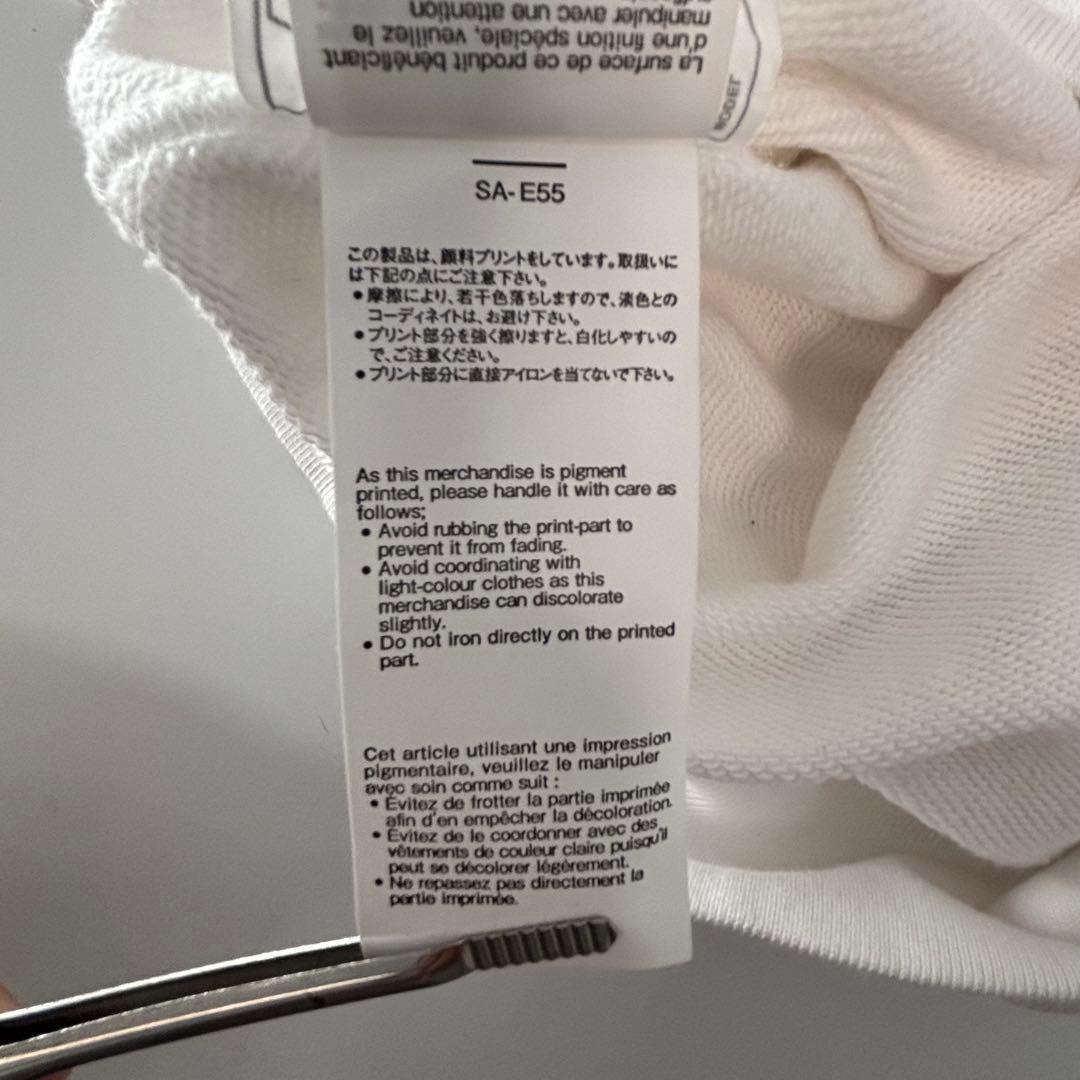 La surface de ce produit bénéficiant
d'une finition spéciale, veuillez le
manipuler avec une attention
MODEL
SA-E55
この製品は、顔料プリントをしています。取扱いに
は下記の点にご注意下さい。
●摩擦により、若干色落ちしますので、淡色との
コーディネイトは、お避け下さい。
●プリント部分を強く擦りますと、白化しやすいの
で、ご注意ください。
●プリント部分に直接アイロンを当てないで下さい。
As this merchandise is pigment
printed, please handle it with care as
follows;
● Avoid rubbing the print-part to
prevent it from fading.
● Avoid coordinating with
light-colour clothes as this
merchandise can discolorate
slightly.
● Do not iron directly on the printed
part.
Cet article utilisant une impression
pigmentaire, veuillez le manipuler
avec soin comme suit :
● Évitez de frotter la partie imprimée
afin d'en empêcher la décoloration.
● Évitez de le coordonner avec des
vêtements de couleur claire puisqu'il
peut se décolorer légèrement.
● Ne repassez pas directement la
partie imprimée.